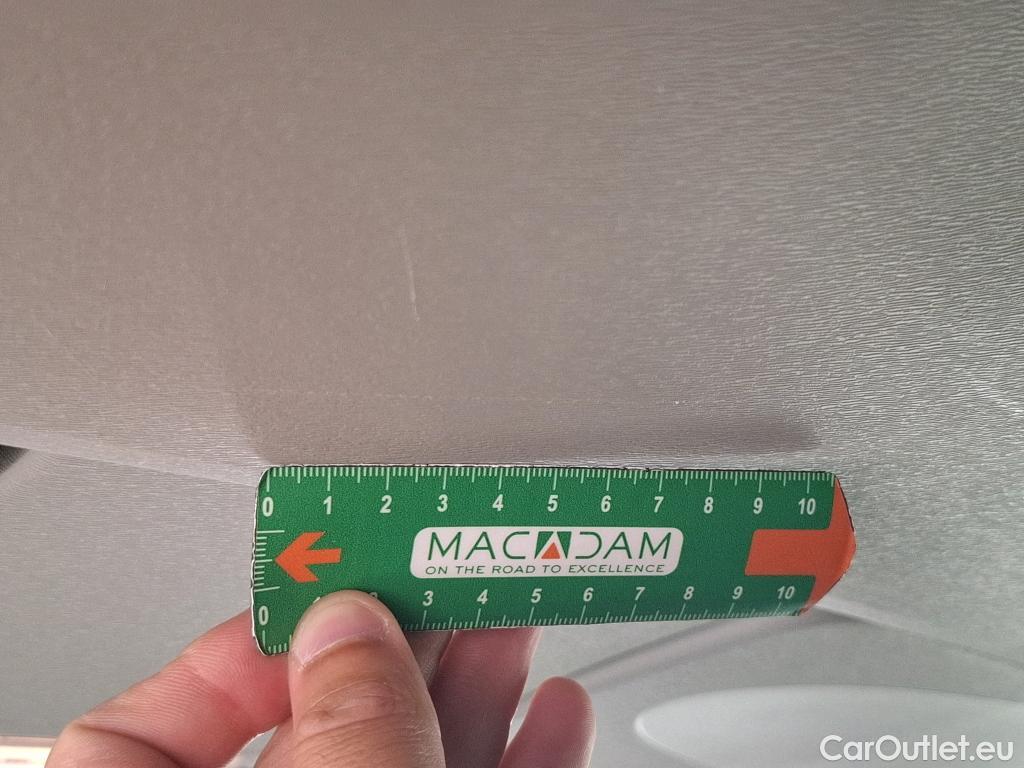 0 1 2 3 4 5 6 7 8 9 10
MACADAM
ON THE ROAD TO EXCELLENCE
0 3 4 5 6 7 8 9 10
CarOutlet.eu